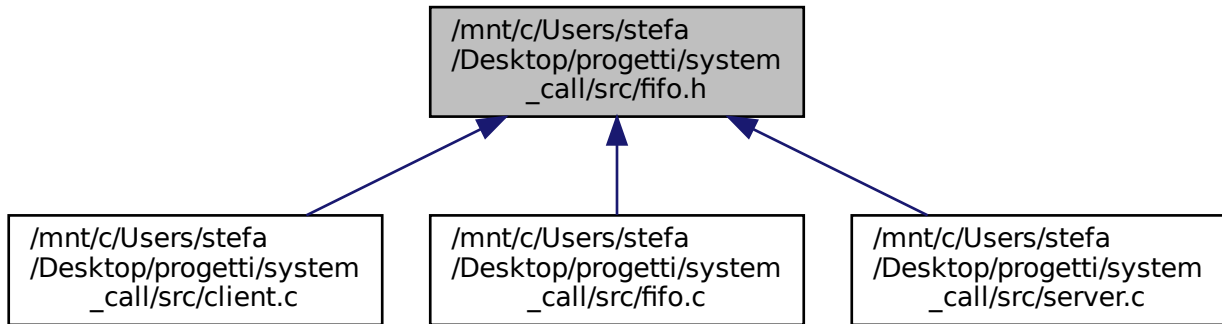 /mnt/c/Users/stefa
/Desktop/progetti/system
_call/src/fifo.h
/mnt/c/Users/stefa
/Desktop/progetti/system
_call/src/client.c
/mnt/c/Users/stefa
/Desktop/progetti/system
_call/src/fifo.c
/mnt/c/Users/stefa
/Desktop/progetti/system
_call/src/server.c